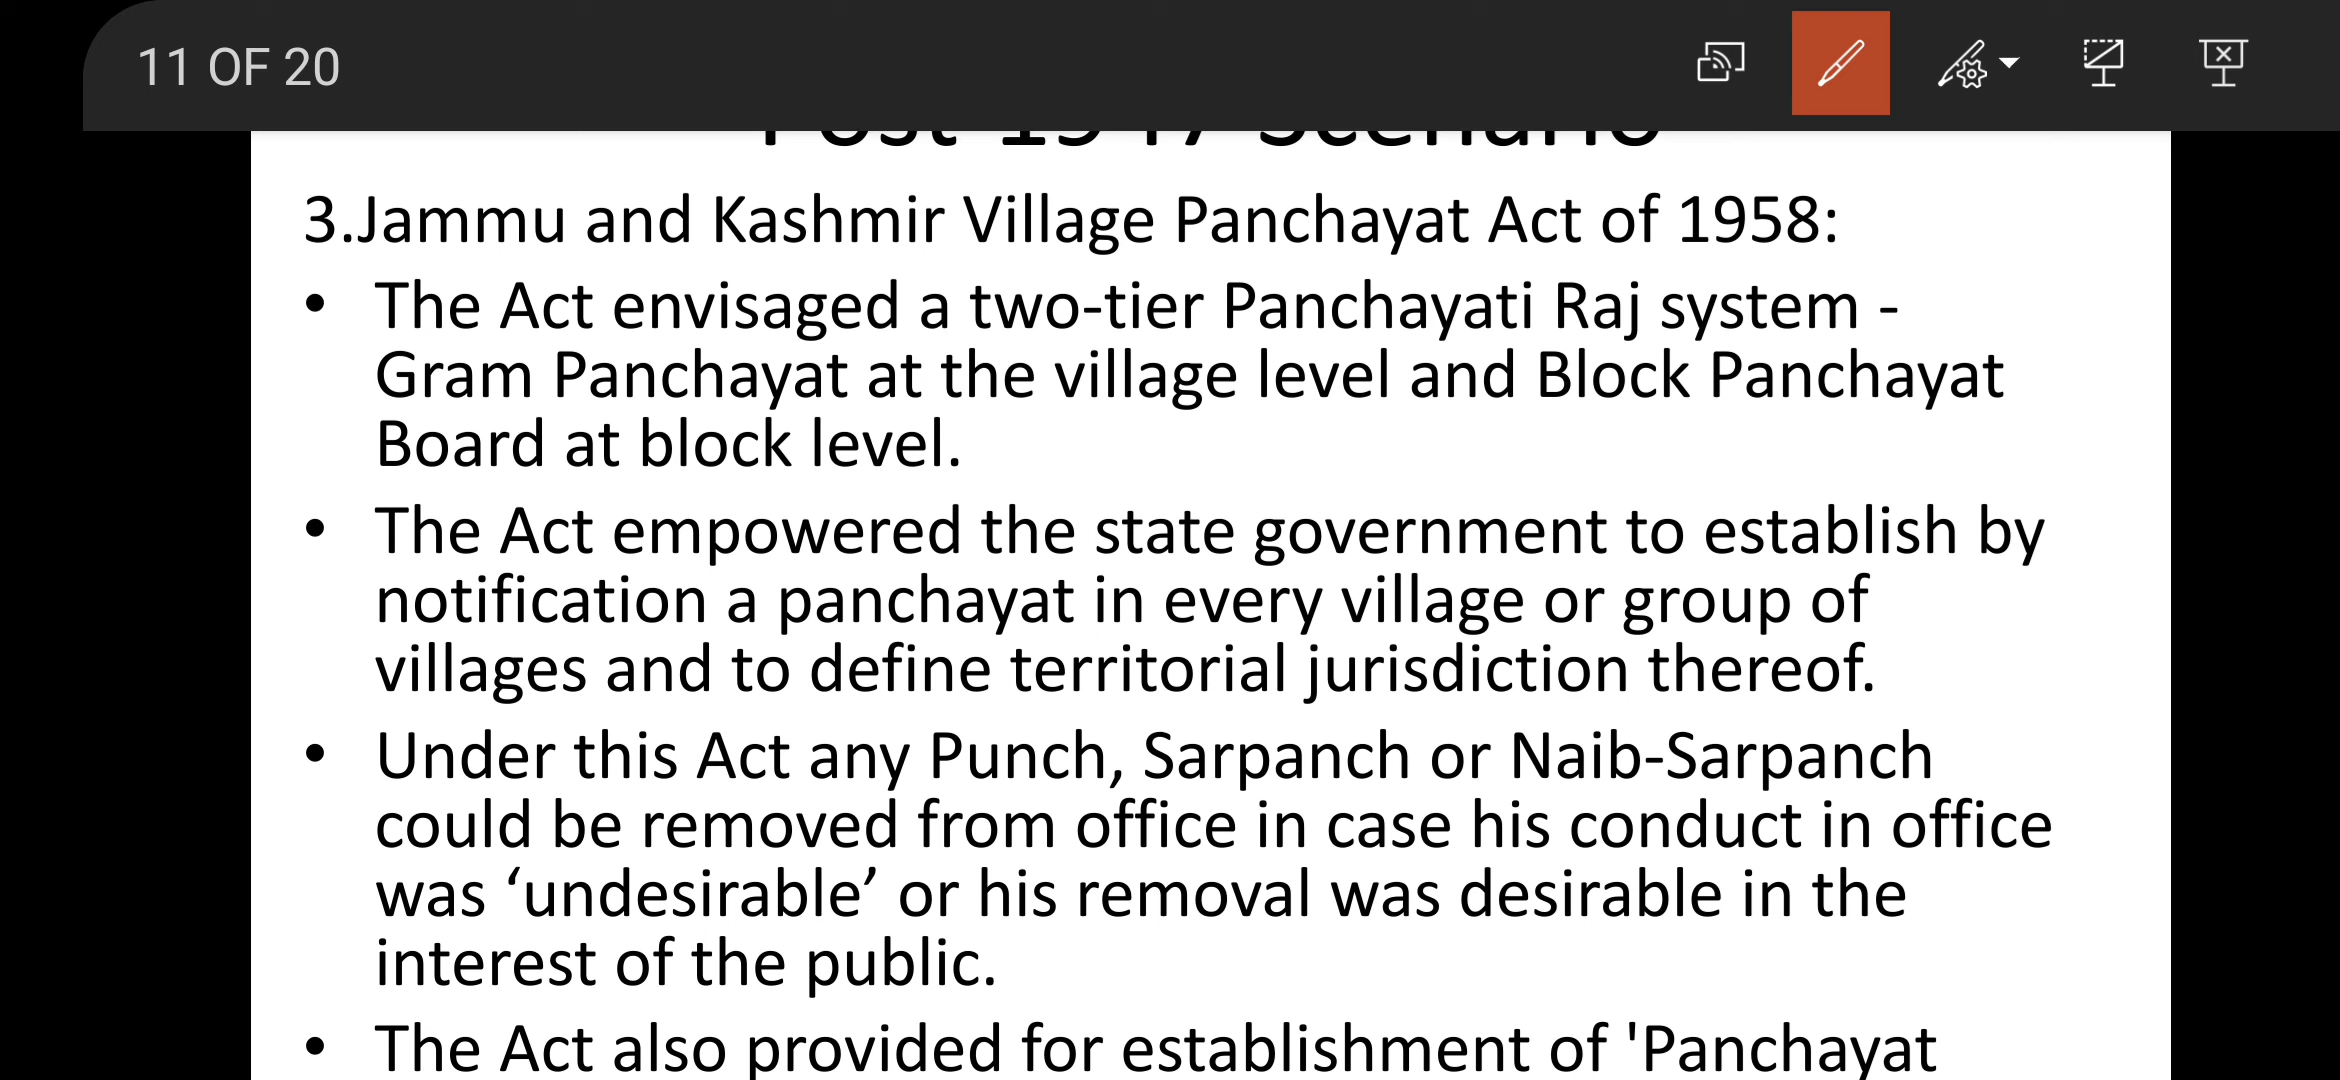 11 OF 20
Post 1947 Scenario
3.Jammu and Kashmir Village Panchayat Act of 1958:
• The Act envisaged a two-tier Panchayati Raj system -
Gram Panchayat at the village level and Block Panchayat
Board at block level.
• The Act empowered the state government to establish by
notification a panchayat in every village or group of
villages and to define territorial jurisdiction thereof.
• Under this Act any Punch, Sarpanch or Naib-Sarpanch
could be removed from office in case his conduct in office
was ‘undesirable’ or his removal was desirable in the
interest of the public.
• The Act also provided for establishment of 'Panchayat